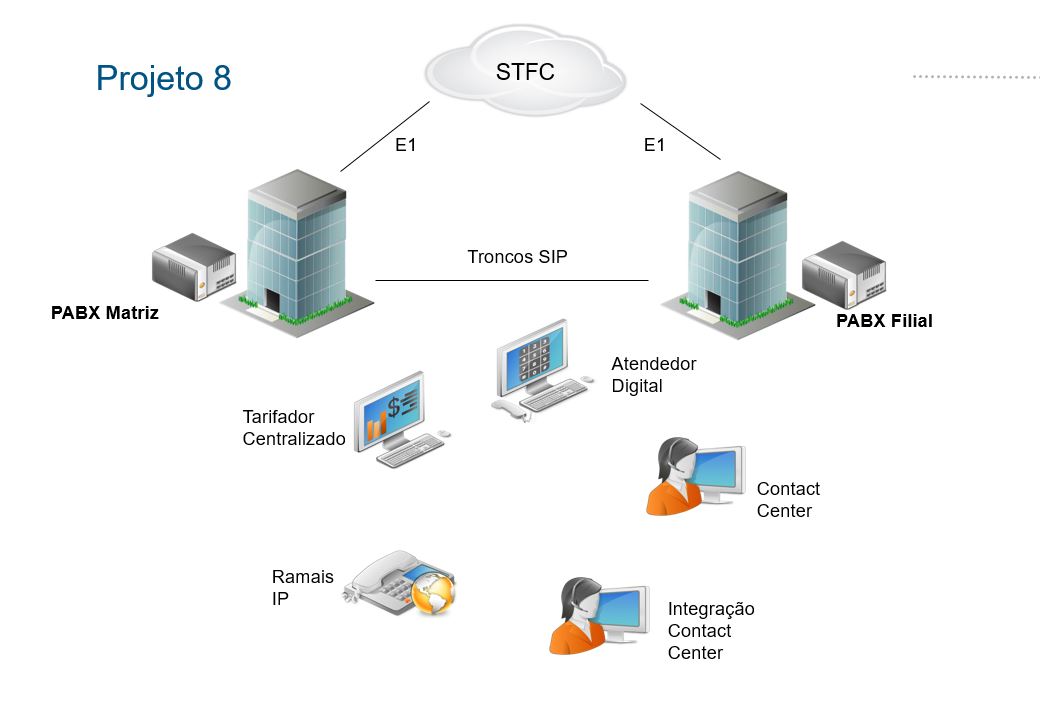 Projeto 8
STFC
E1
E1
Troncos SIP
PABX Matriz
PABX Filial
Atendedor
Digital
Tarifador
Centralizado
Contact
Center
Ramais
IP
Integração
Contact
Center